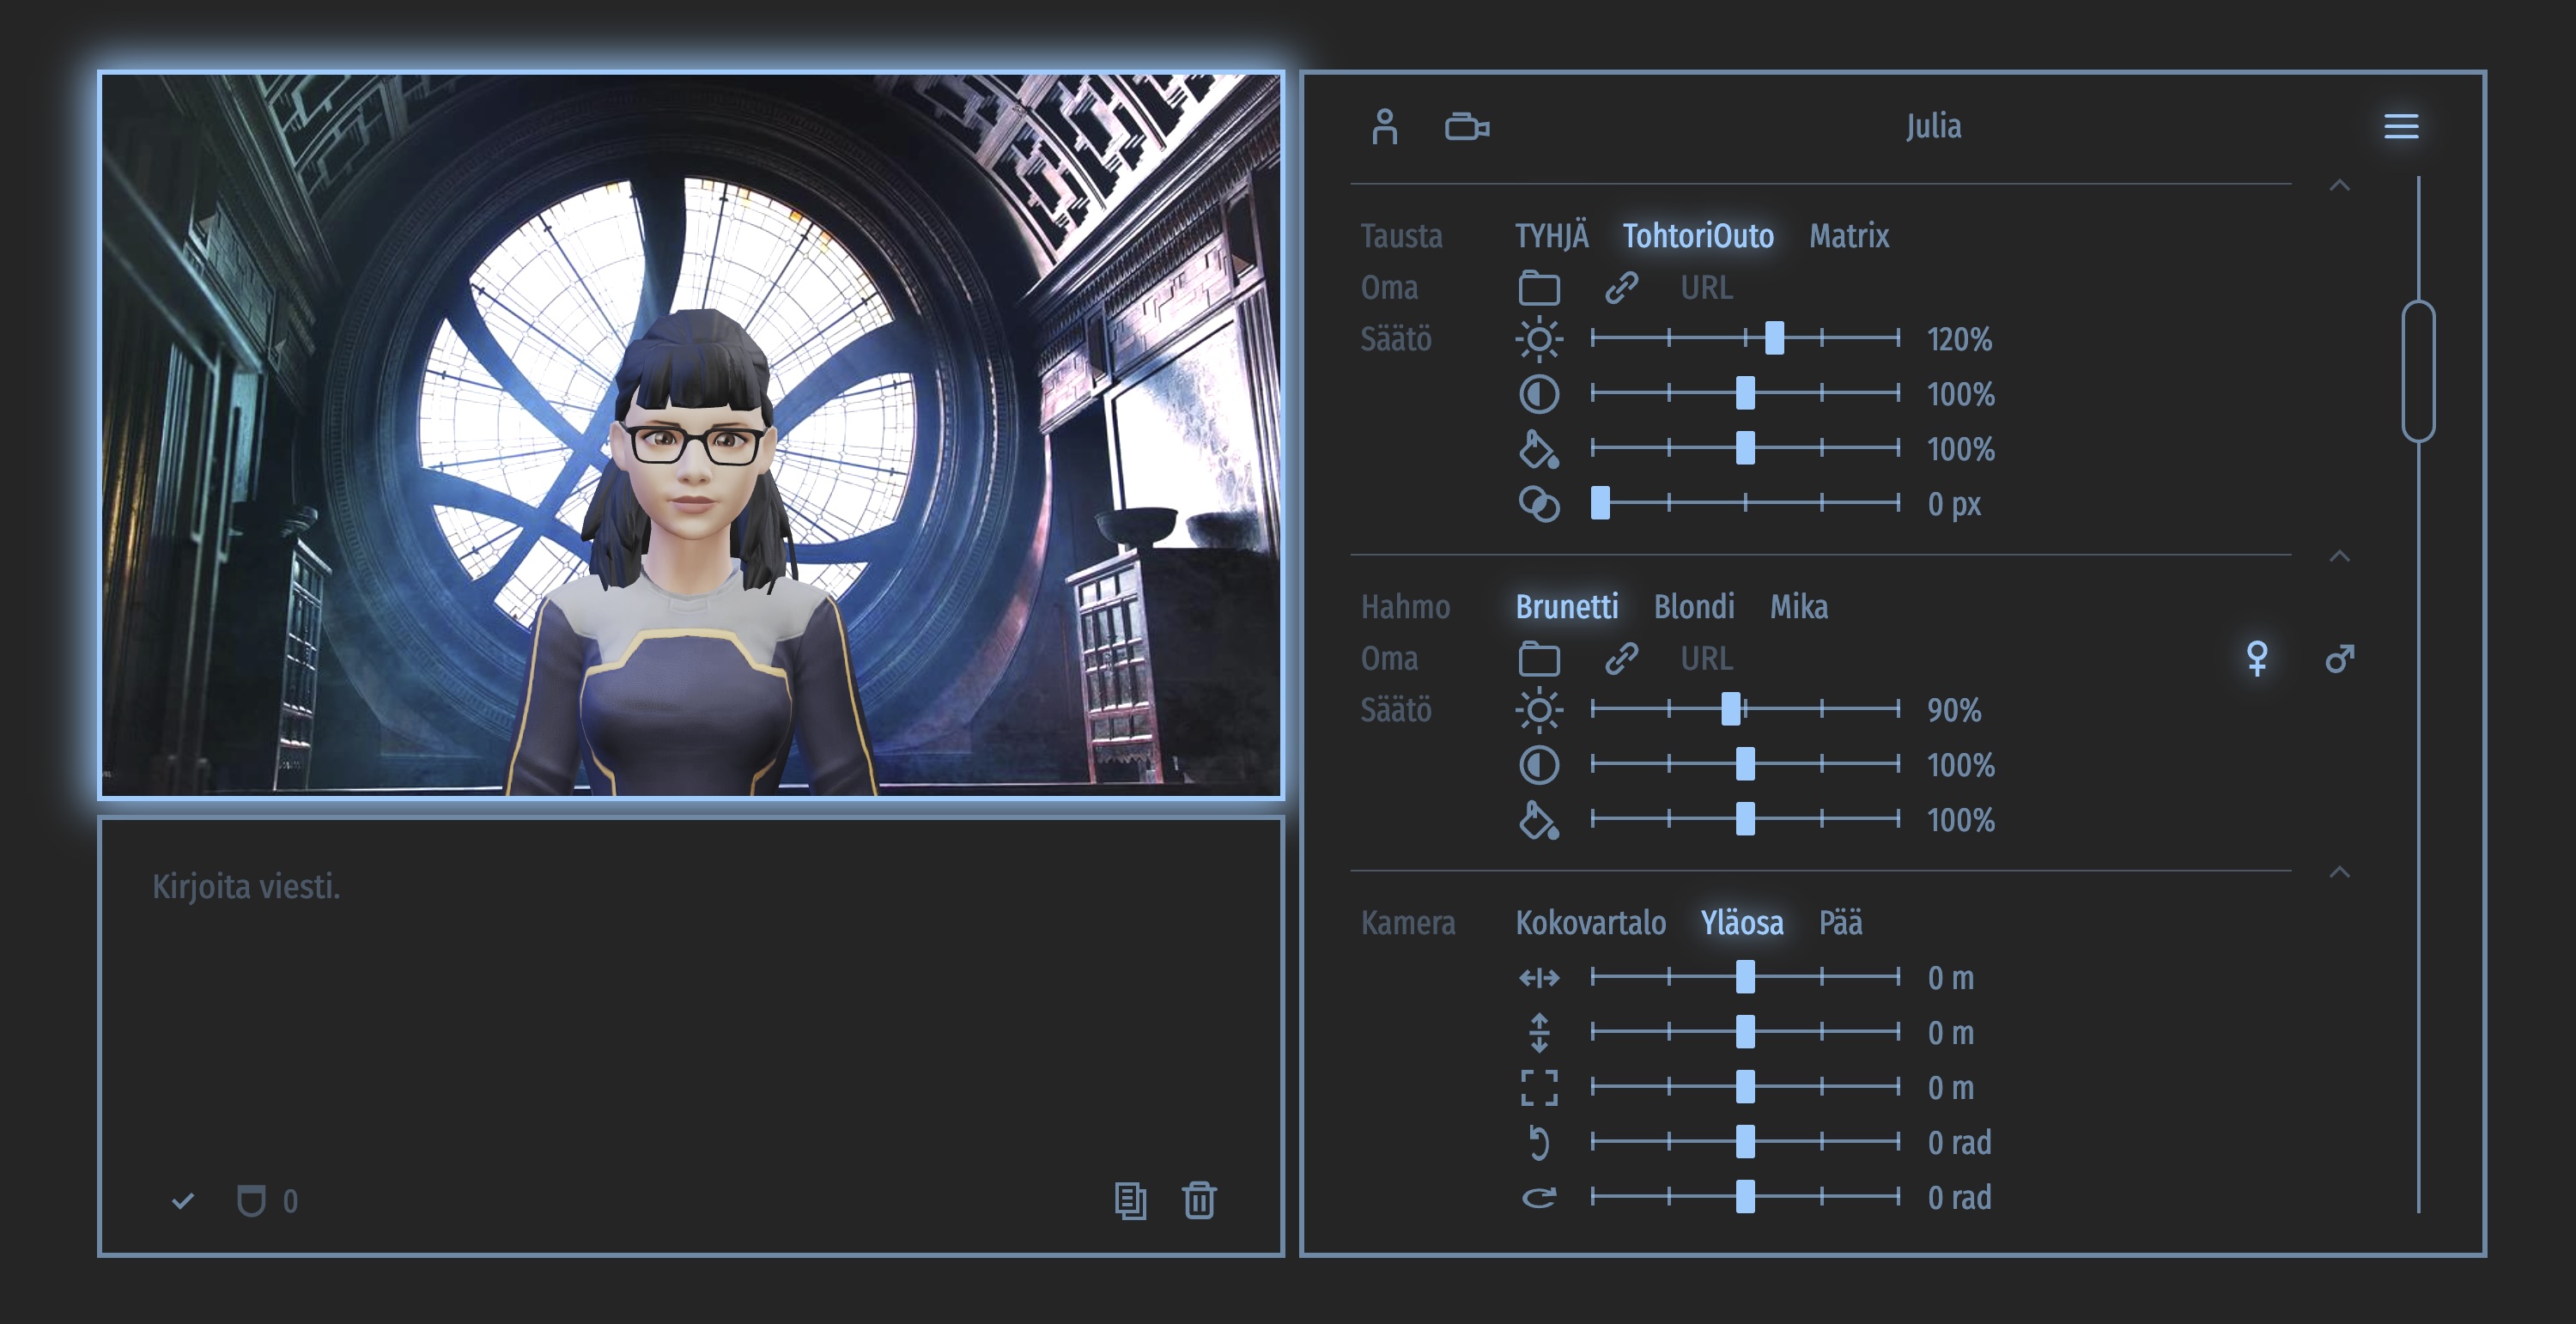 Julia
Tausta TYHJÄ TohtoriOuto Matrix
Oma URL
Säätö 120%
100%
100%
0 px
Hahmo Brunetti Blondi Mika
Oma URL
Säätö 90%
100%
100%
Kamera Kokovartalo Yläosa Pää
0 m
0 m
0 m
0 rad
0 rad
Kirjoita viesti.
0